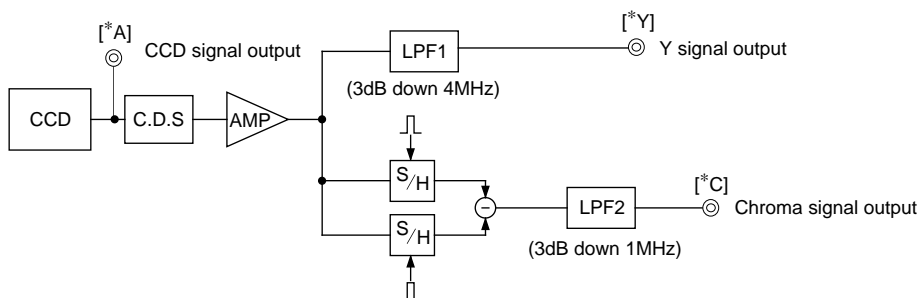 [*A]
CCD signal output
[*Y]
LPF1
Y signal output
(3dB down 4MHz)
CCD
C.D.S
AMP
S/H
[*C]
–
LPF2
Chroma signal output
S/H
(3dB down 1MHz)